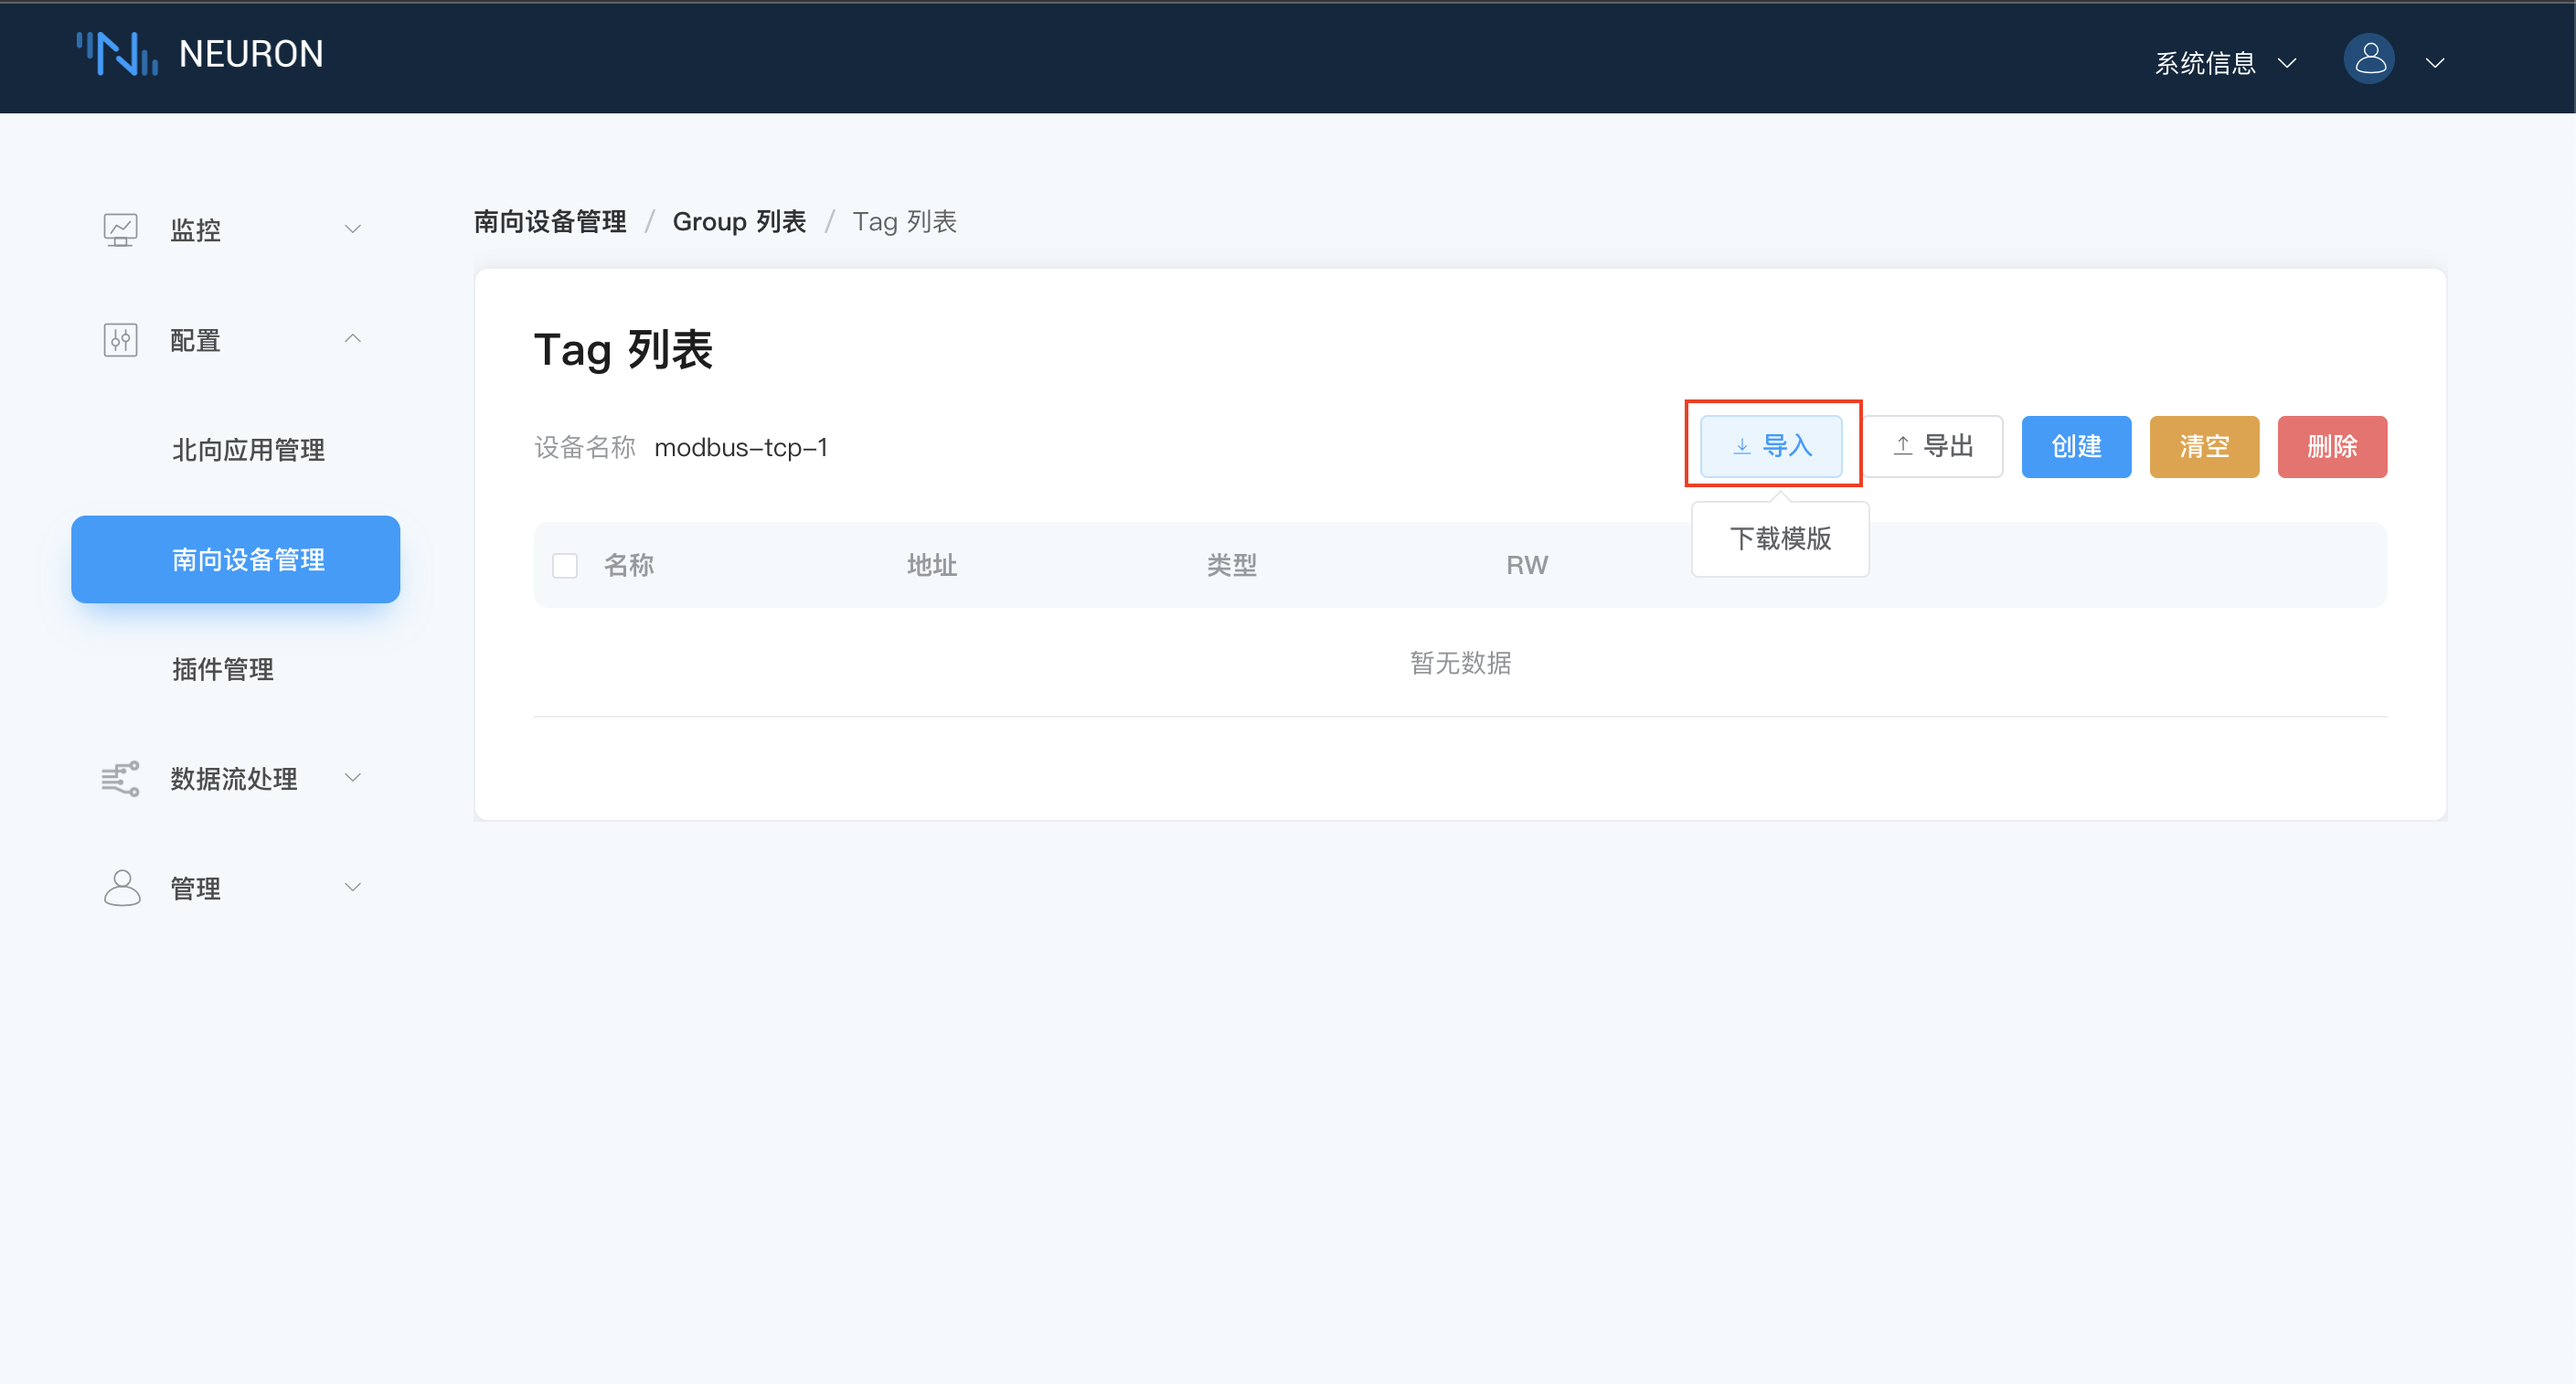 NEURON
系统信息
监控
配置
北向应用管理
南向设备管理
插件管理
数据流处理
管理
南向设备管理 / Group 列表 / Tag 列表
Tag 列表
设备名称 modbus-tcp-1
导入 导出 创建 清空 删除
下载模版
名称 地址 类型 RW
暂无数据